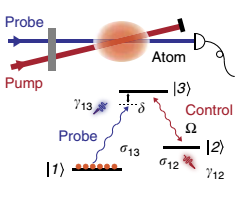 Probe
Atom
Pump
|3⟩
γ13
δ
Control
Probe
Ω
σ13
|2⟩
|1⟩
σ12
γ12